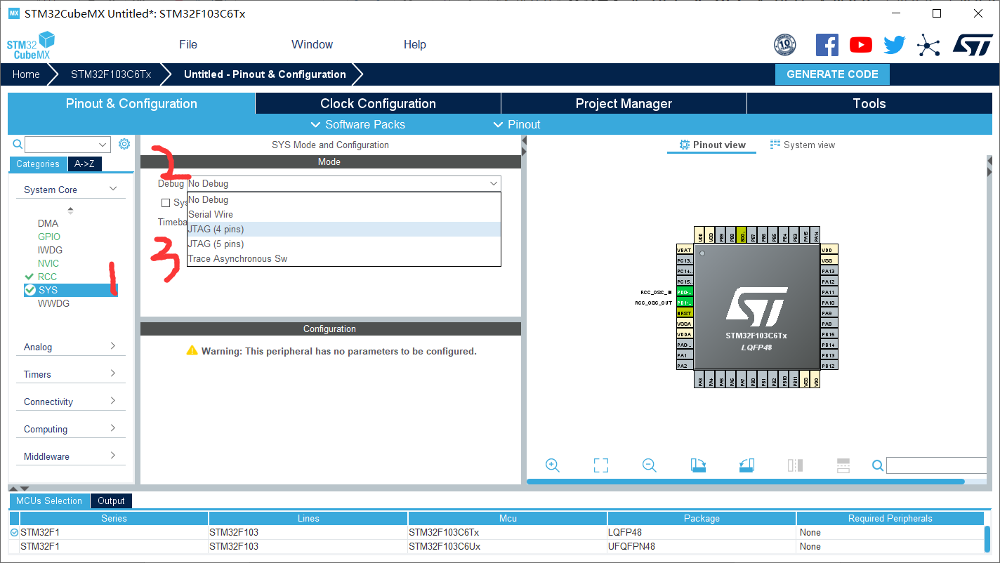 MX STM32CubeMX Untitled*: STM32F103C6Tx
STM32
CubeMX
File
Window
Help
10
Home
STM32F103C6Tx
Untitled - Pinout & Configuration
GENERATE CODE
Pinout & Configuration
Clock Configuration
Project Manager
Tools
Software Packs
Pinout
Categories
A->Z
System Core
DMA
GPIO
IWDG
NVIC
RCC
SYS
WWDG
1
Analog
Timers
Connectivity
Computing
Middleware
SYS Mode and Configuration
Mode
2
Debug No Debug
No Debug
Sys
Serial Wire
Timeba
JTAG (4 pins)
3
JTAG (5 pins)
Trace Asynchronous Sw
Configuration
Warning: This peripheral has no parameters to be configured.
Pinout view
System view
VDD VSS PB9 PB8 BOO.. PB7 PB6 PB5 PB4 PB3 PA15 PA14
VBAT
PC13..
PC14..
PC15..
RCC_OSC_IN PD0-..
RCC_OSC_OUT PD1-..
NRST
VSSA
VDDA
PA0-..
PA1
PA2
STM32F103C6Tx
LQFP48
VDD
VSS
PA13
PA12
PA11
PA10
PA9
PA8
PB15
PB14
PB13
PB12
PA3 PA4 PA5 PA6 PA7 PB0 PB1 PB2 PB10 PB11 VSS VDD
MCUs Selection
Output
Series Lines Mcu Package Required Peripherals
STM32F1 STM32F103 STM32F103C6Tx LQFP48 None
STM32F1 STM32F103 STM32F103C6Ux UFQFPN48 None